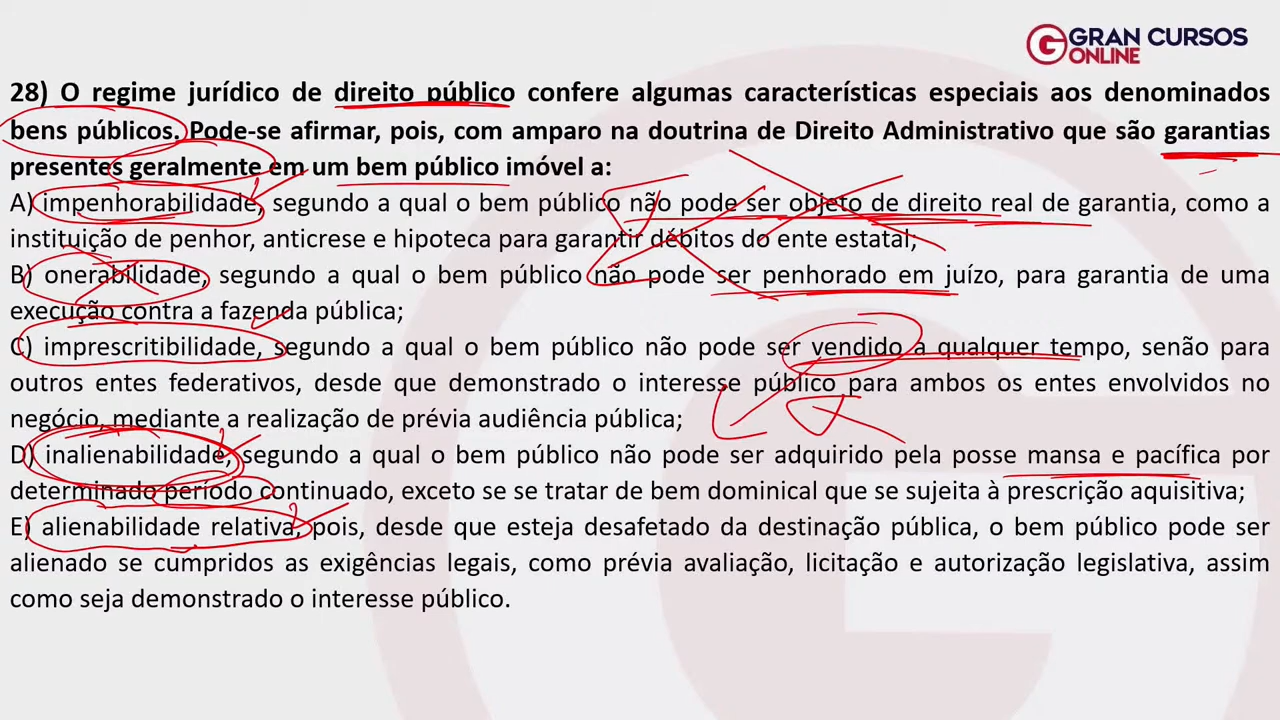 GRAN CURSOS
ONLINE
28) O regime jurídico de direito público confere algumas características especiais aos denominados
bens públicos. Pode-se afirmar, pois, com amparo na doutrina de Direito Administrativo que são garantias
presentes geralmente em um bem público imóvel a:
A) impenhorabilidade, segundo a qual o bem público não pode ser objeto de direito real de garantia, como a
instituição de penhor, anticrese e hipoteca para garantir débitos do ente estatal;
B) onerabilidade, segundo a qual o bem público não pode ser penhorado em juízo, para garantia de uma
execução contra a fazenda pública;
C) imprescritibilidade, segundo a qual o bem público não pode ser vendido a qualquer tempo, senão para
outros entes federativos, desde que demonstrado o interesse público para ambos os entes envolvidos no
negócio, mediante a realização de prévia audiência pública;
D) inalienabilidade, segundo a qual o bem público não pode ser adquirido pela posse mansa e pacífica por
determinado período continuado, exceto se se tratar de bem dominical que se sujeita à prescrição aquisitiva;
E) alienabilidade relativa, pois, desde que esteja desafetado da destinação pública, o bem público pode ser
alienado se cumpridos as exigências legais, como prévia avaliação, licitação e autorização legislativa, assim
como seja demonstrado o interesse público.